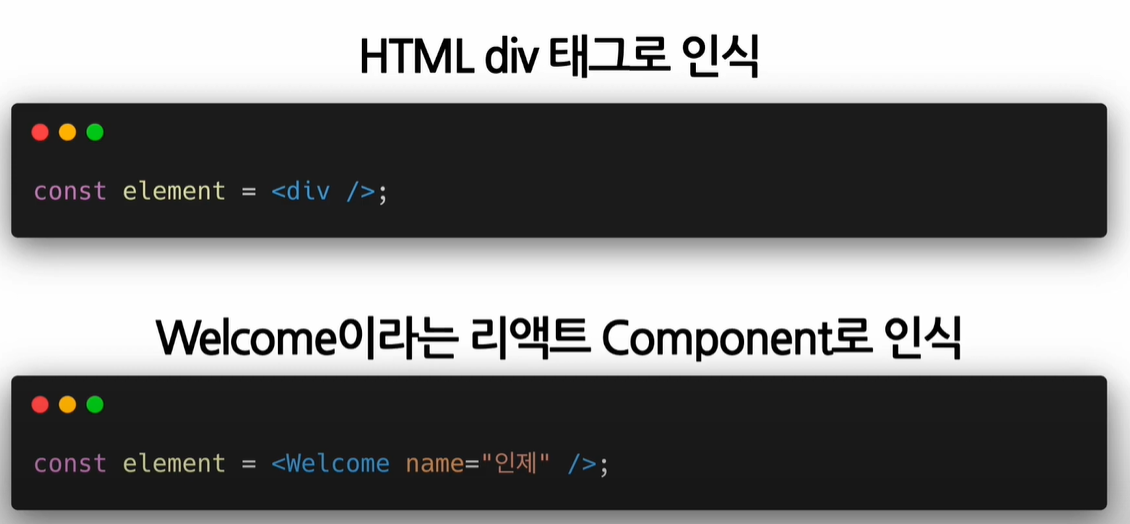 HTML div 태그로 인식
const element = <div />;
Welcome이라는 리액트 Component로 인식
const element = <Welcome name="인제" />;